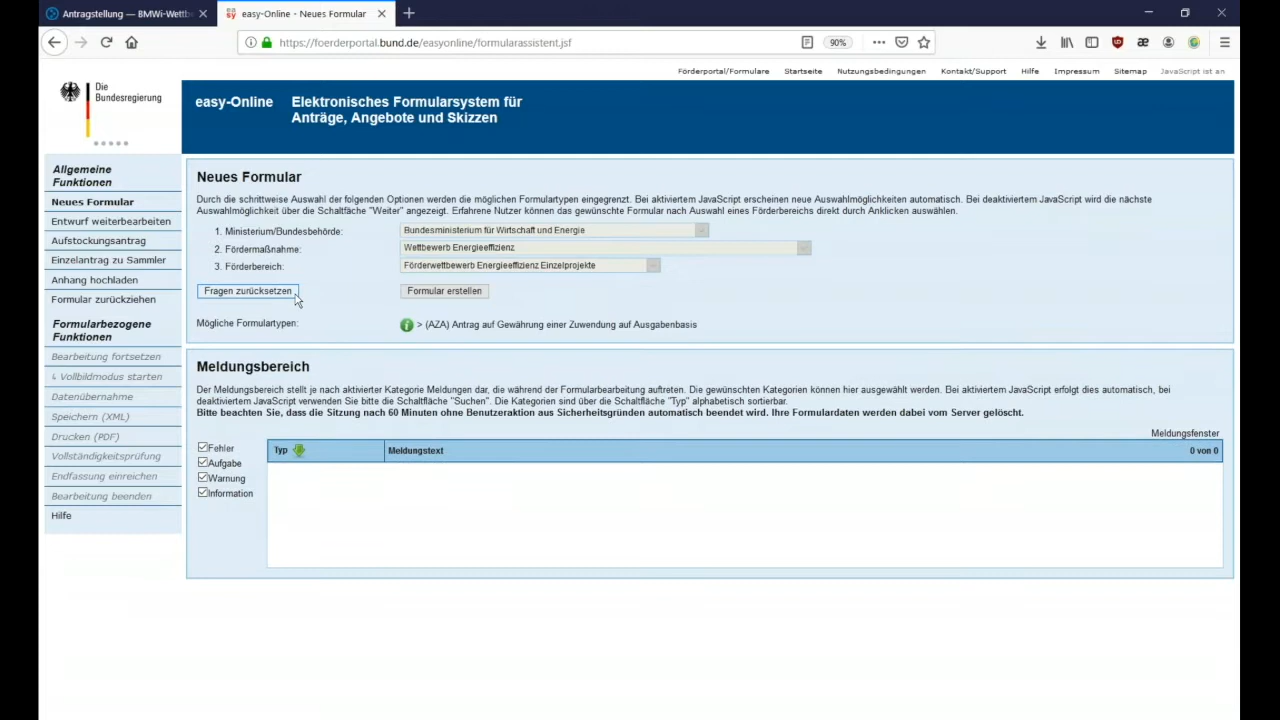 Antragstellung — BMWi-Wettb
easy-Online - Neues Formular
https://foerderportal.bund.de/easyonline/formularassistent.jsf
90%
Förderportal/Formulare Startseite Nutzungsbedingungen Kontakt/Support Hilfe Impressum Sitemap JavaScript ist an
Die
Bundesregierung
easy-Online Elektronisches Formularsystem für
Anträge, Angebote und Skizzen
Allgemeine
Funktionen
Neues Formular
Entwurf weiterbearbeiten
Aufstockungsantrag
Einzelantrag zu Sammler
Anhang hochladen
Formular zurückziehen
Formularbezogene
Funktionen
Bearbeitung fortsetzen
↳ Vollbildmodus starten
Datenübernahme
Speichern (XML)
Drucken (PDF)
Vollständigkeitsprüfung
Endfassung einreichen
Bearbeitung beenden
Hilfe
Neues Formular
Durch die schrittweise Auswahl der folgenden Optionen werden die möglichen Formulartypen eingegrenzt. Bei aktiviertem JavaScript erscheinen neue Auswahlmöglichkeiten automatisch. Bei deaktiviertem JavaScript wird die nächste
Auswahlmöglichkeit über die Schaltfäche "Weiter" angezeigt. Erfahrene Nutzer können das gewünschte Formular nach Auswahl eines Förderbereichs direkt durch Anklicken auswählen.
1. Ministerium/Bundesbehörde: Bundesministerium für Wirtschaft und Energie
2. Fördermaßnahme: Wettbewerb Energieeffizienz
3. Förderbereich: Förderwettbewerb Energieeffizienz Einzelprojekte
Fragen zurücksetzen Formular erstellen
Mögliche Formulartypen: > (AZA) Antrag auf Gewährung einer Zuwendung auf Ausgabenbasis
Meldungsbereich
Der Meldungsbereich stellt je nach aktivierter Kategorie Meldungen dar, die während der Formularbearbeitung auftreten. Die gewünschten Kategorien können hier ausgewählt werden. Bei aktiviertem JavaScript erfolgt dies automatisch, bei
deaktiviertem JavaScript verwenden Sie bitte die Schaltfläche "Suchen". Die Kategorien sind über die Schaltfläche "Typ" alphabetisch sortierbar.
Bitte beachten Sie, dass die Sitzung nach 60 Minuten ohne Benutzeraktion aus Sicherheitsgründen automatisch beendet wird. Ihre Formulardaten werden dabei vom Server gelöscht.
Meldungsfenster
Fehler
Aufgabe
Warnung
Information
Typ Meldungstext 0 von 0